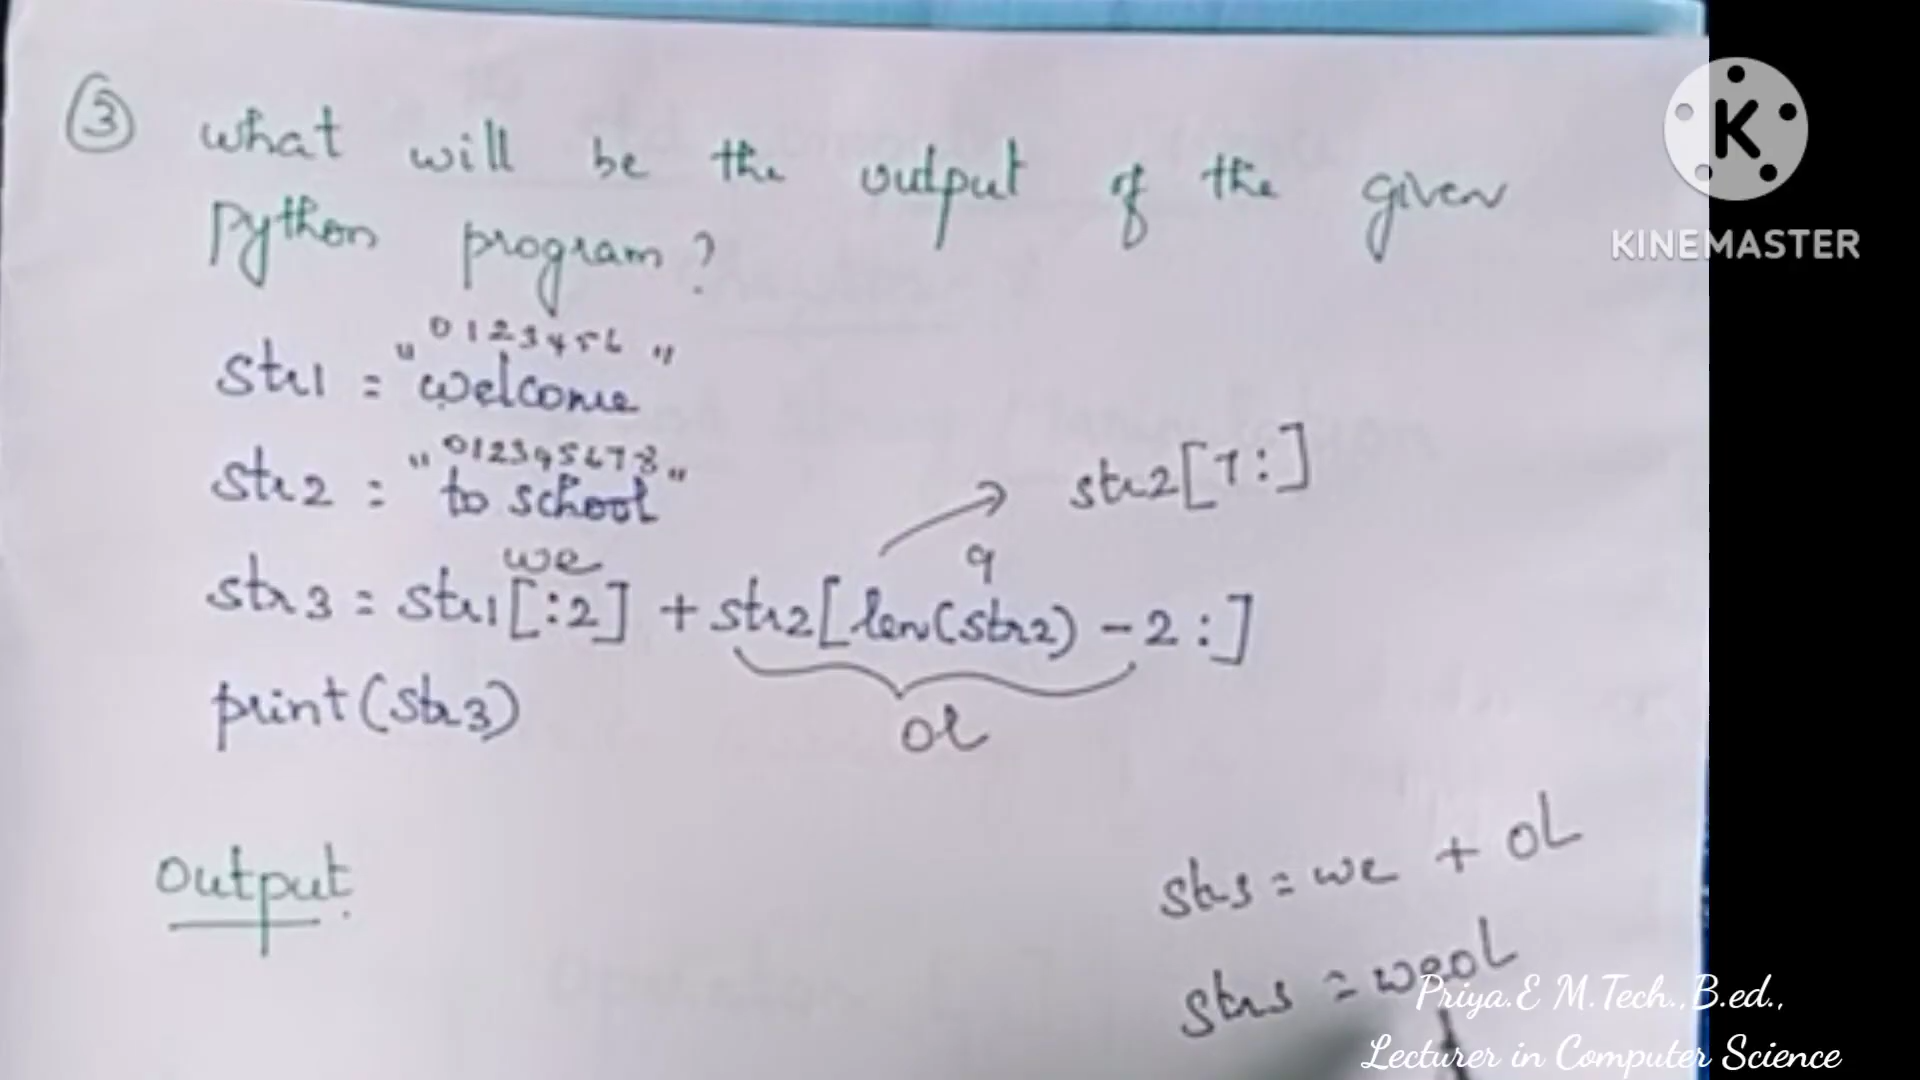 ③ what will be the output of the given
python program?
0123456
str1 = "welcome"
012345678
str2 = "to school"
str2[7:]
we
9
str3 = str1[:2] + str2[len(str2) - 2:]
ol
print(str3)
Output
str3 = we + ol
str3 = weol
K
KINEMASTER
Priya.E M.Tech.,B.ed.,
Lecturer in Computer Science